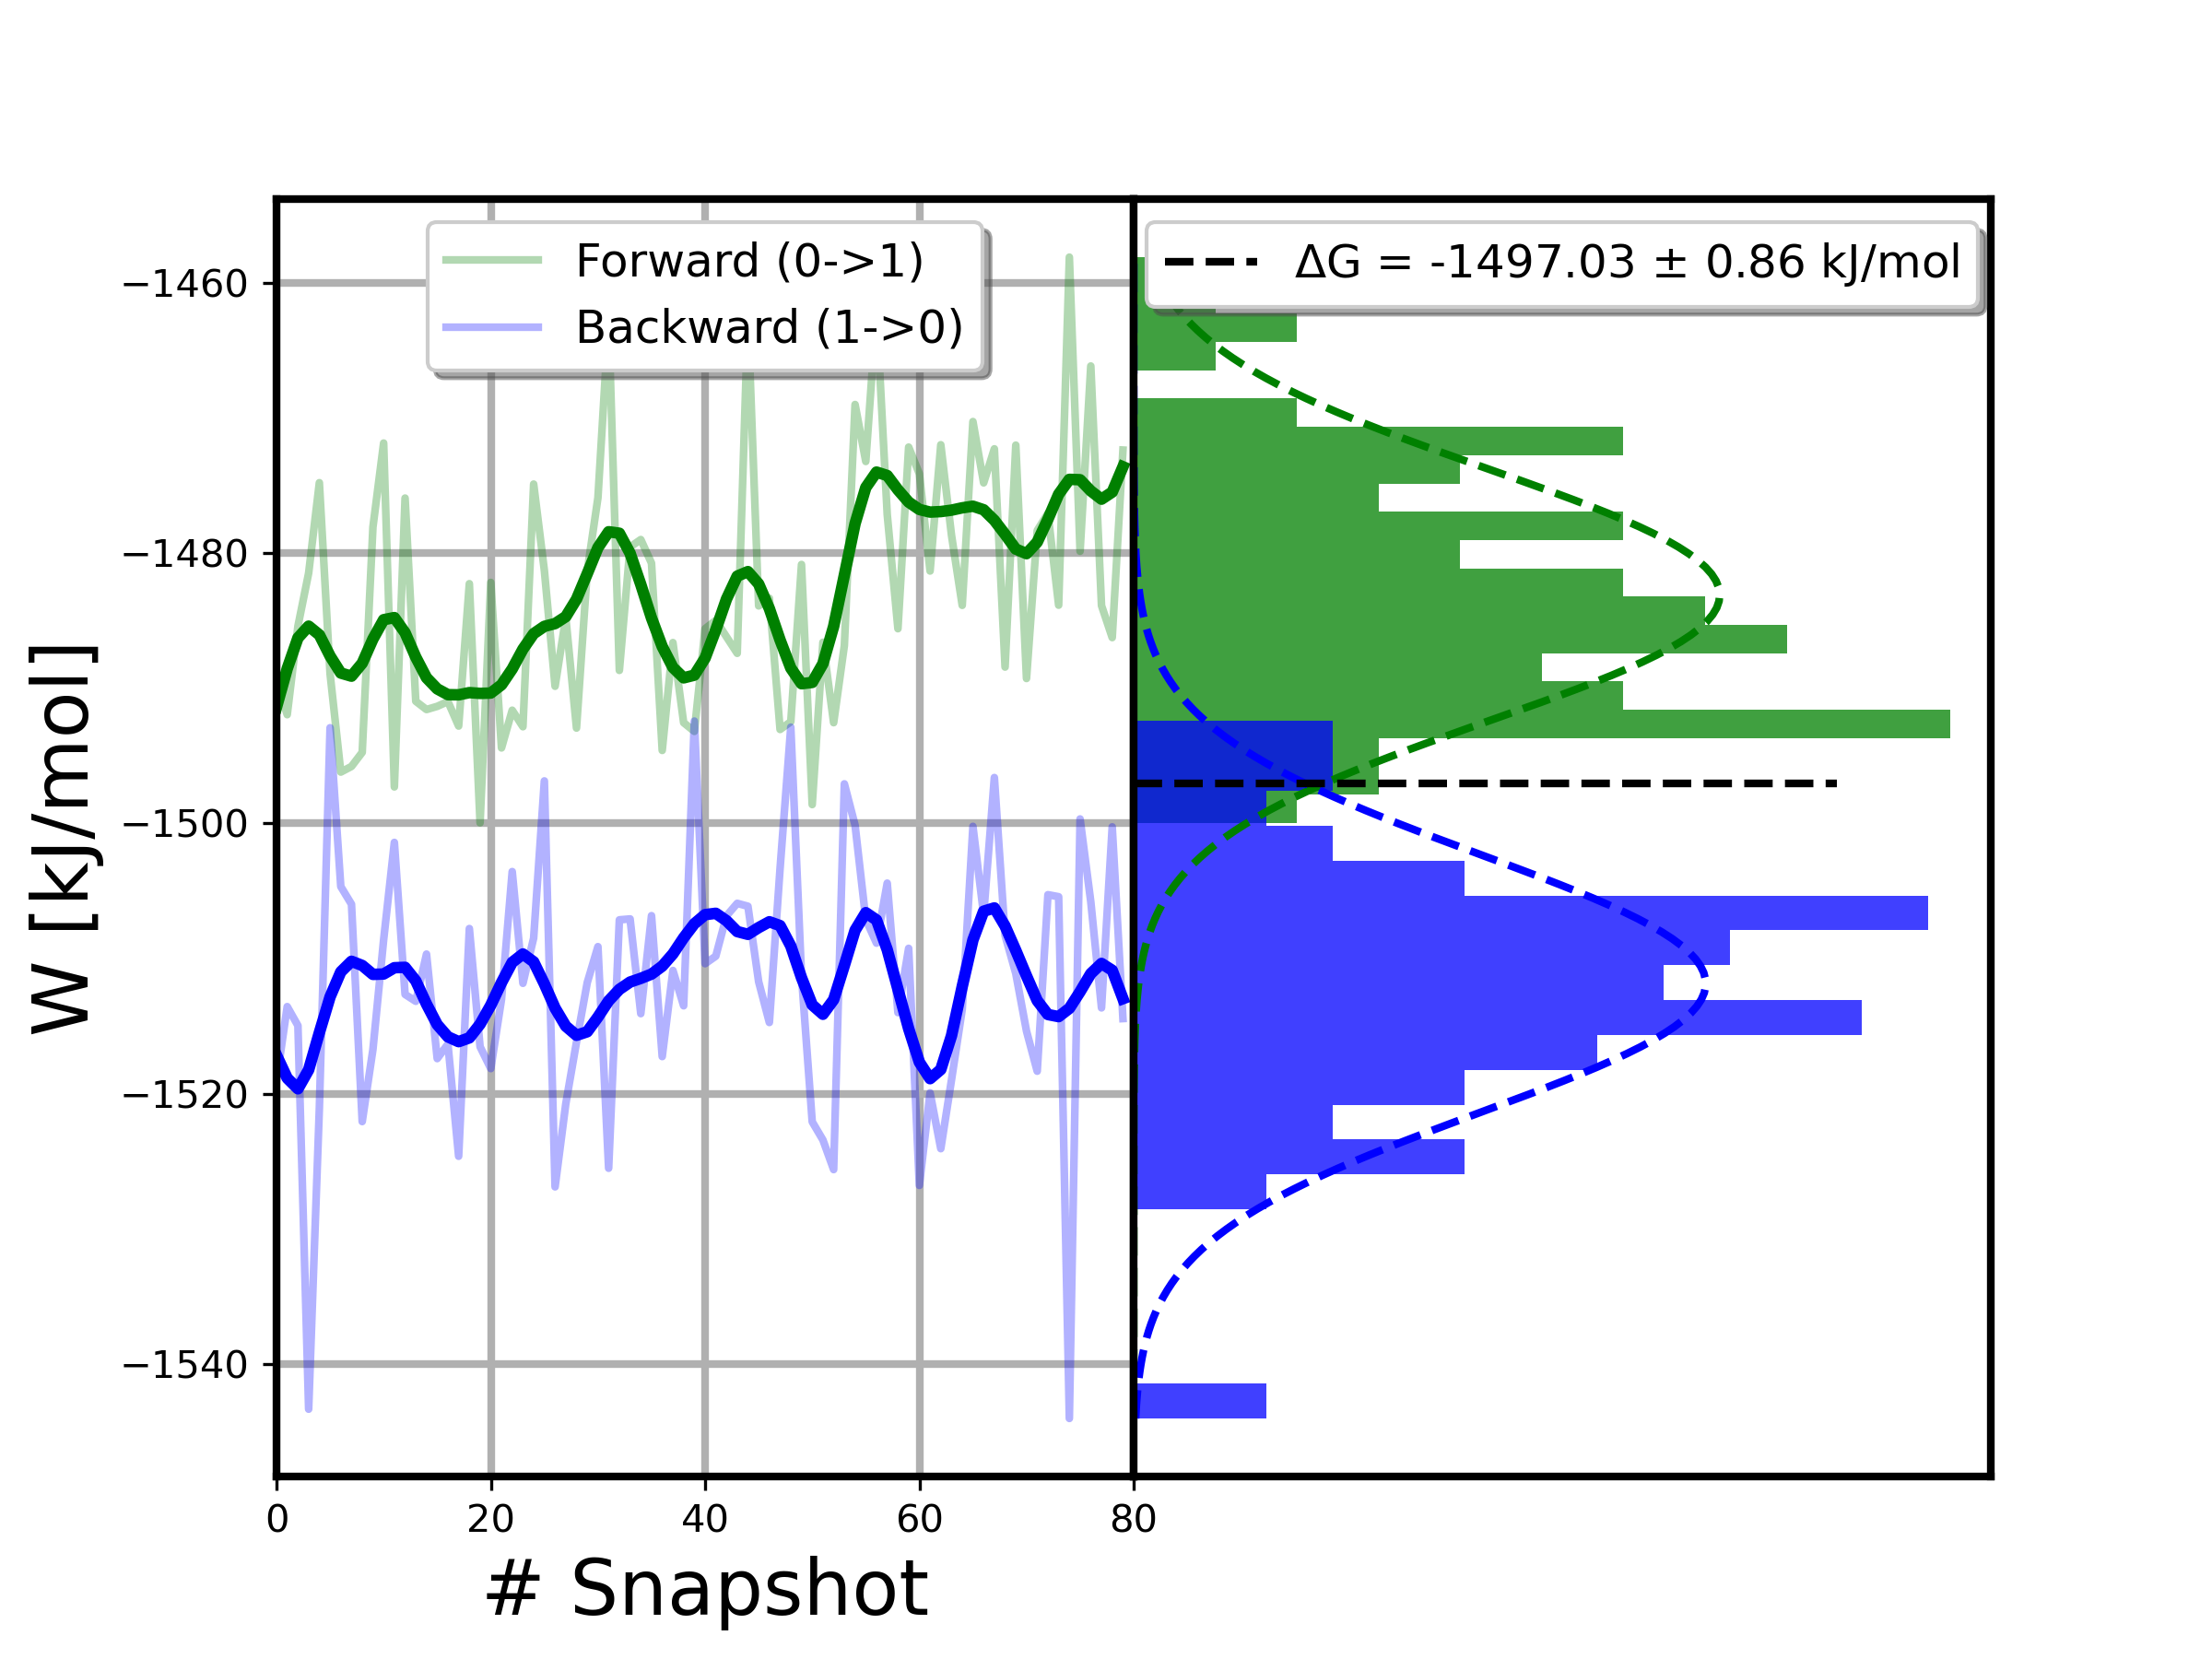 Forward (0->1)
Backward (1->0)
ΔG = -1497.03 ± 0.86 kJ/mol
−1460
−1480
−1500
−1520
−1540
W [kJ/mol]
0 20 40 60 80
# Snapshot